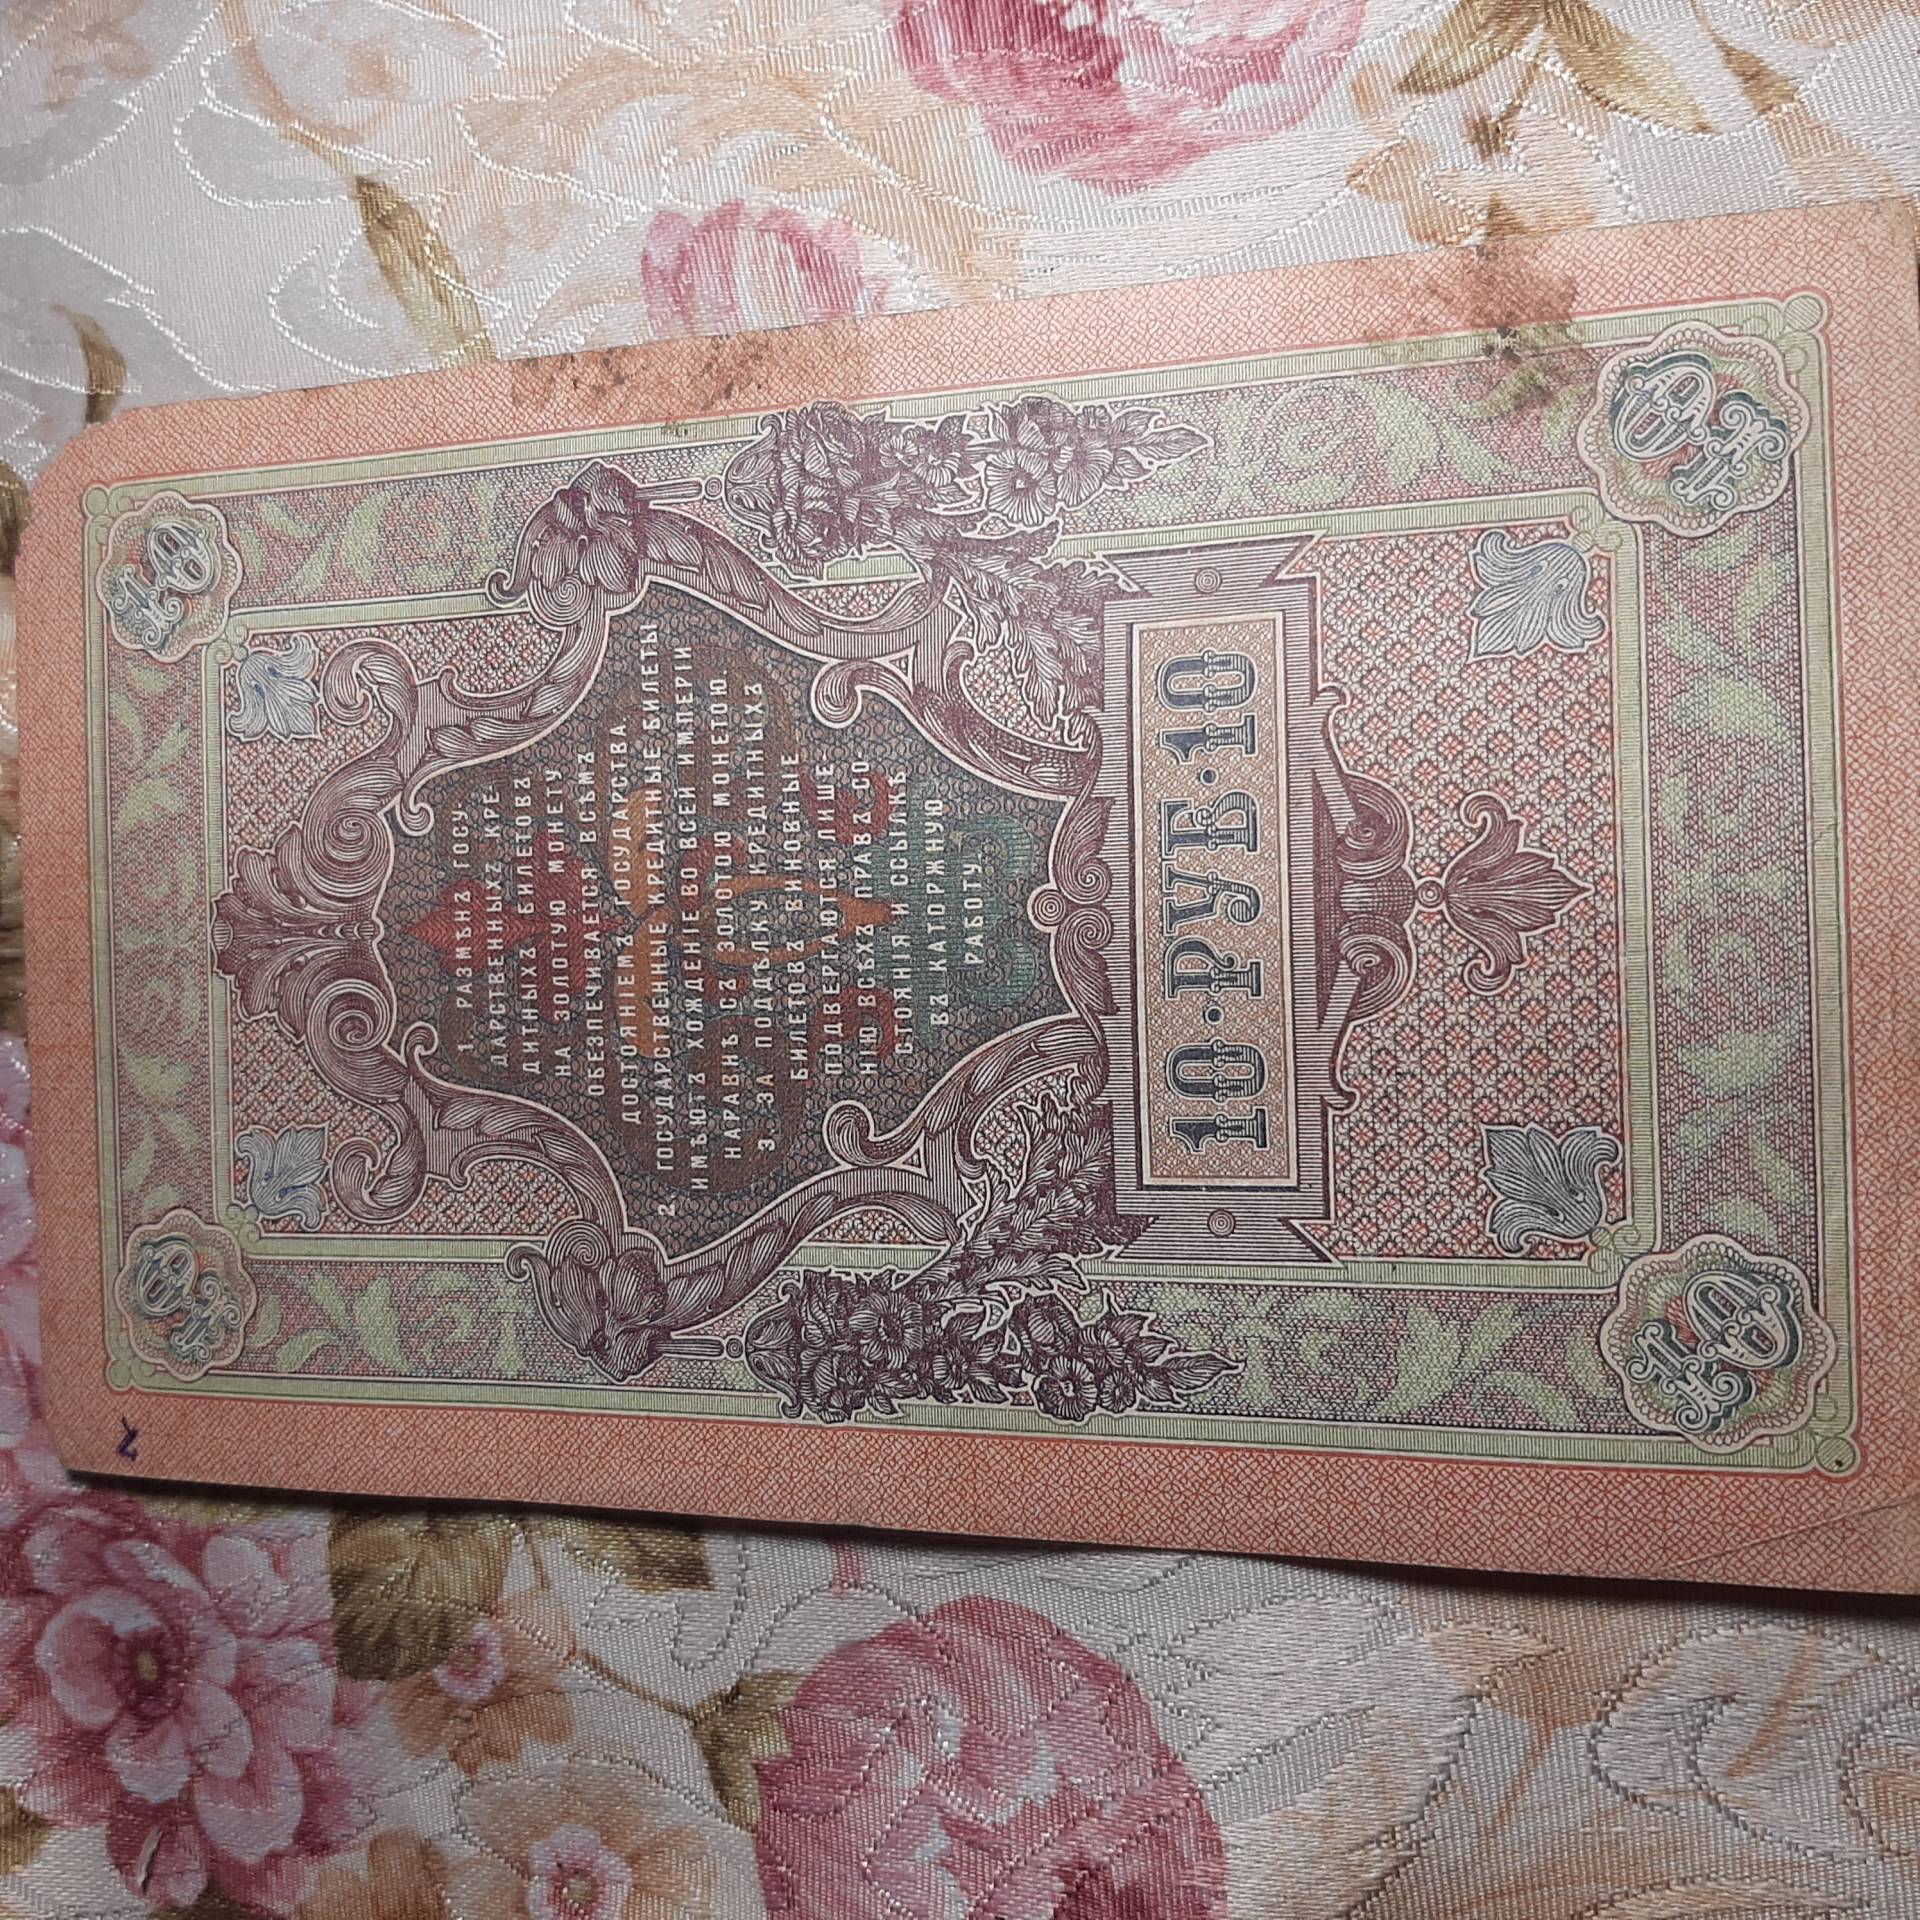 10
10
1. РАЗМѢНЪ ГОСУ-
ДАРСТВЕННЫХЪ КРЕ-
ДИТНЫХЪ БИЛЕТОВЪ
НА ЗОЛОТУЮ МОНЕТУ
ОБЕЗПЕЧИВАЕТСЯ ВСѢМЪ
ДОСТОЯНІЕМЪ ГОСУДАРСТВА.
2. ГОСУДАРСТВЕННЫЕ КРЕДИТНЫЕ БИЛЕТЫ
ИМѢЮТЪ ХОЖДЕНІЕ ВО ВСЕЙ ИМПЕРІИ
НАРАВНѢ СЪ ЗОЛОТОЮ МОНЕТОЮ.
3. ЗА ПОДДѢЛКУ КРЕДИТНЫХЪ
БИЛЕТОВЪ ВИНОВНЫЕ
ПОДВЕРГАЮТСЯ ЛИШЕ-
НІЮ ВСѢХЪ ПРАВЪ СО-
СТОЯНІЯ И ССЫЛКѢ
ВЪ КАТОРЖНУЮ
РАБОТУ.
10·РУБ·10
10
10